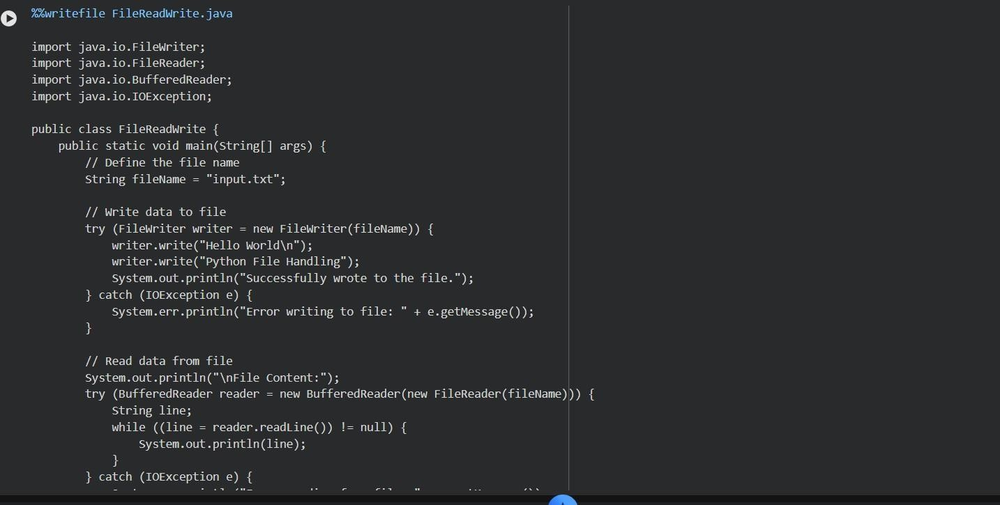 %%writefile FileReadWrite.java

import java.io.FileWriter;
import java.io.FileReader;
import java.io.BufferedReader;
import java.io.IOException;

public class FileReadWrite {
    public static void main(String[] args) {
        // Define the file name
        String fileName = "input.txt";

        // Write data to file
        try (FileWriter writer = new FileWriter(fileName)) {
            writer.write("Hello World\n");
            writer.write("Python File Handling");
            System.out.println("Successfully wrote to the file.");
        } catch (IOException e) {
            System.err.println("Error writing to file: " + e.getMessage());
        }

        // Read data from file
        System.out.println("\nFile Content:");
        try (BufferedReader reader = new BufferedReader(new FileReader(fileName))) {
            String line;
            while ((line = reader.readLine()) != null) {
                System.out.println(line);
            }
        } catch (IOException e) {